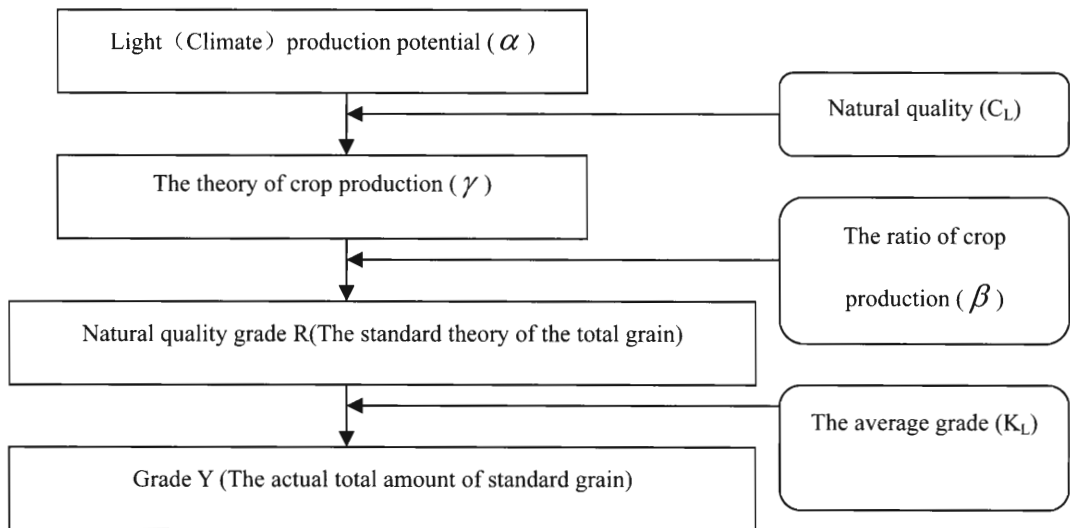 Light（Climate）production potential ( α )
Natural quality (C_L)
The theory of crop production ( γ )
The ratio of crop
production ( β )
Natural quality grade R(The standard theory of the total grain)
The average grade (K_L)
Grade Y (The actual total amount of standard grain)